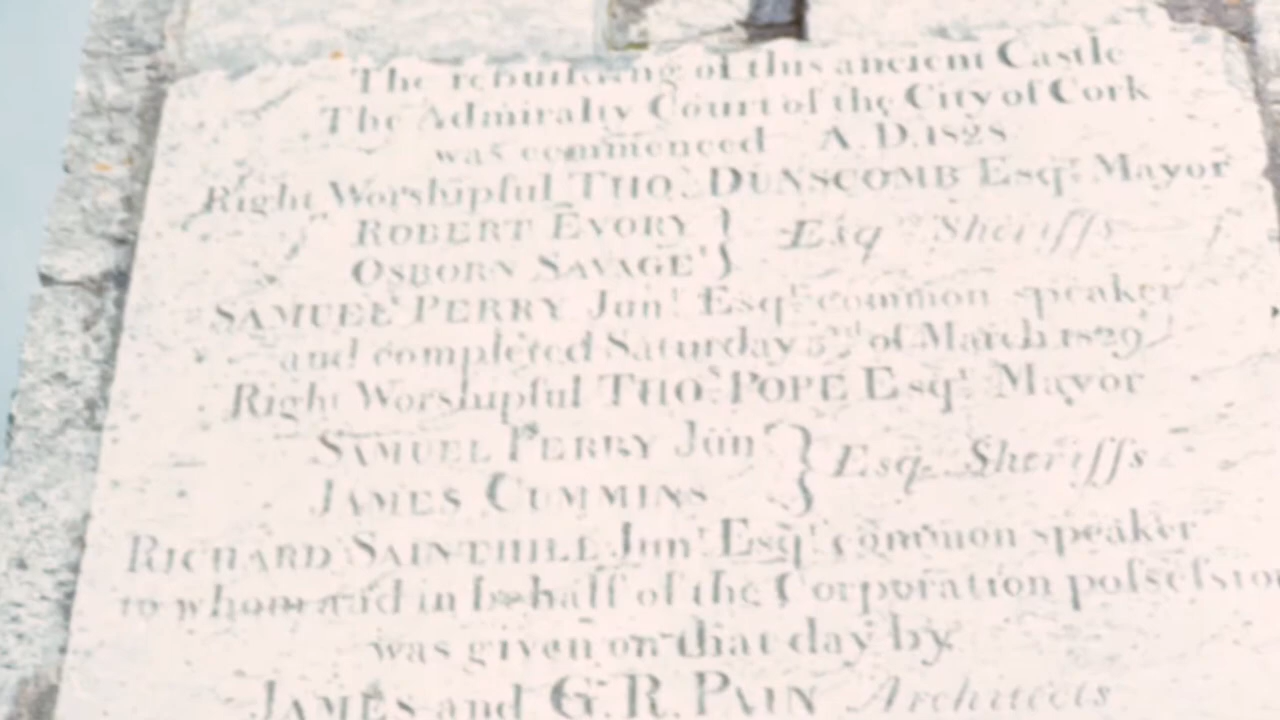 The rebuilding of this ancient Castle
The Admiralty Court of the City of Cork
was commenced A.D. 1828
Right Worshipful THO.s DUNSCOMB Esq.r Mayor
ROBERT EVORY } Esq.rs Sheriffs
OSBORN SAVAGE }
SAMUEL PERRY Jun.r Esq.r common speaker
and completed Saturday of March 1829
Right Worshipful THO.s POPE Esq.r Mayor
SAMUEL PERRY Jun } Esq. Sheriffs
JAMES CUMMINS }
RICHARD SAINTHILL Jun.r Esq.r common speaker
to whom and in behalf of the Corporation poſseſsion
was given on that day by
JAMES and G.R. PAIN Architects